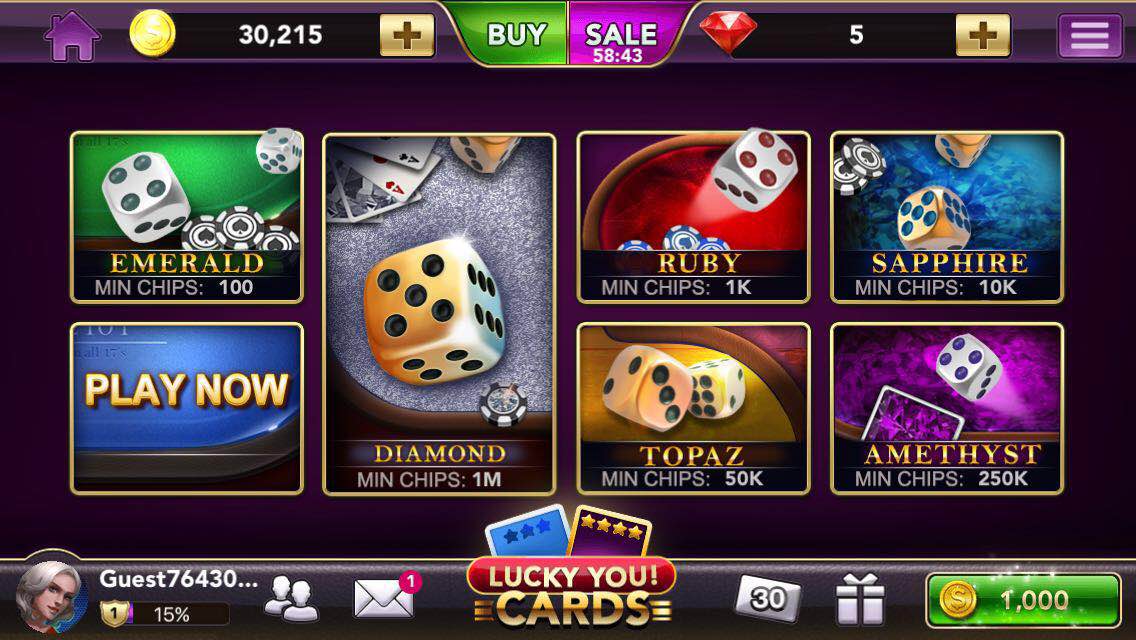 30,215
BUY
SALE
58:43
5
all 17's
EMERALD
MIN CHIPS: 100
DIAMOND
MIN CHIPS: 1M
RUBY
MIN CHIPS: 1K
SAPPHIRE
MIN CHIPS: 10K
PLAY NOW
TOPAZ
MIN CHIPS: 50K
AMETHYST
MIN CHIPS: 250K
Guest76430...
1
15%
1
LUCKY YOU!
CARDS
30
1,000